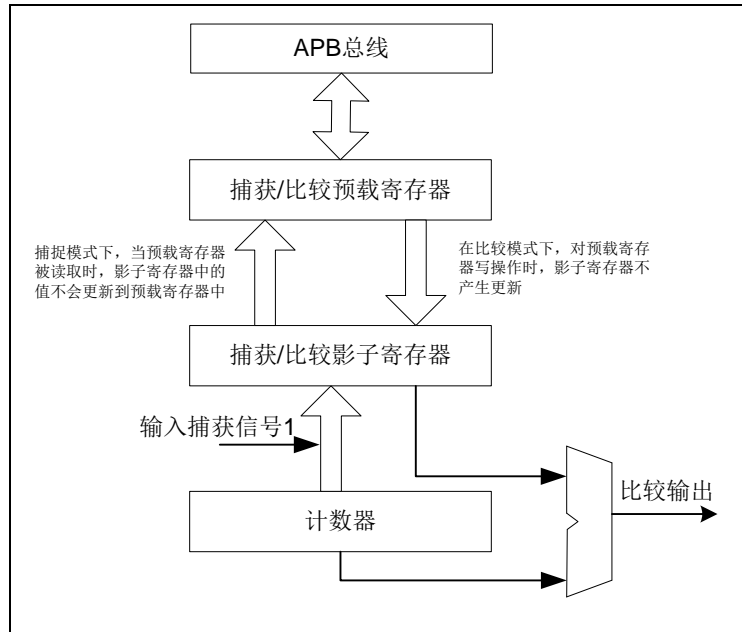 APB总线
捕获/比较预载寄存器
捕捉模式下，当预载寄存器
被读取时，影子寄存器中的
值不会更新到预载寄存器中
在比较模式下，对预载寄存
器写操作时，影子寄存器不
产生更新
捕获/比较影子寄存器
输入捕获信号1
计数器
比较输出